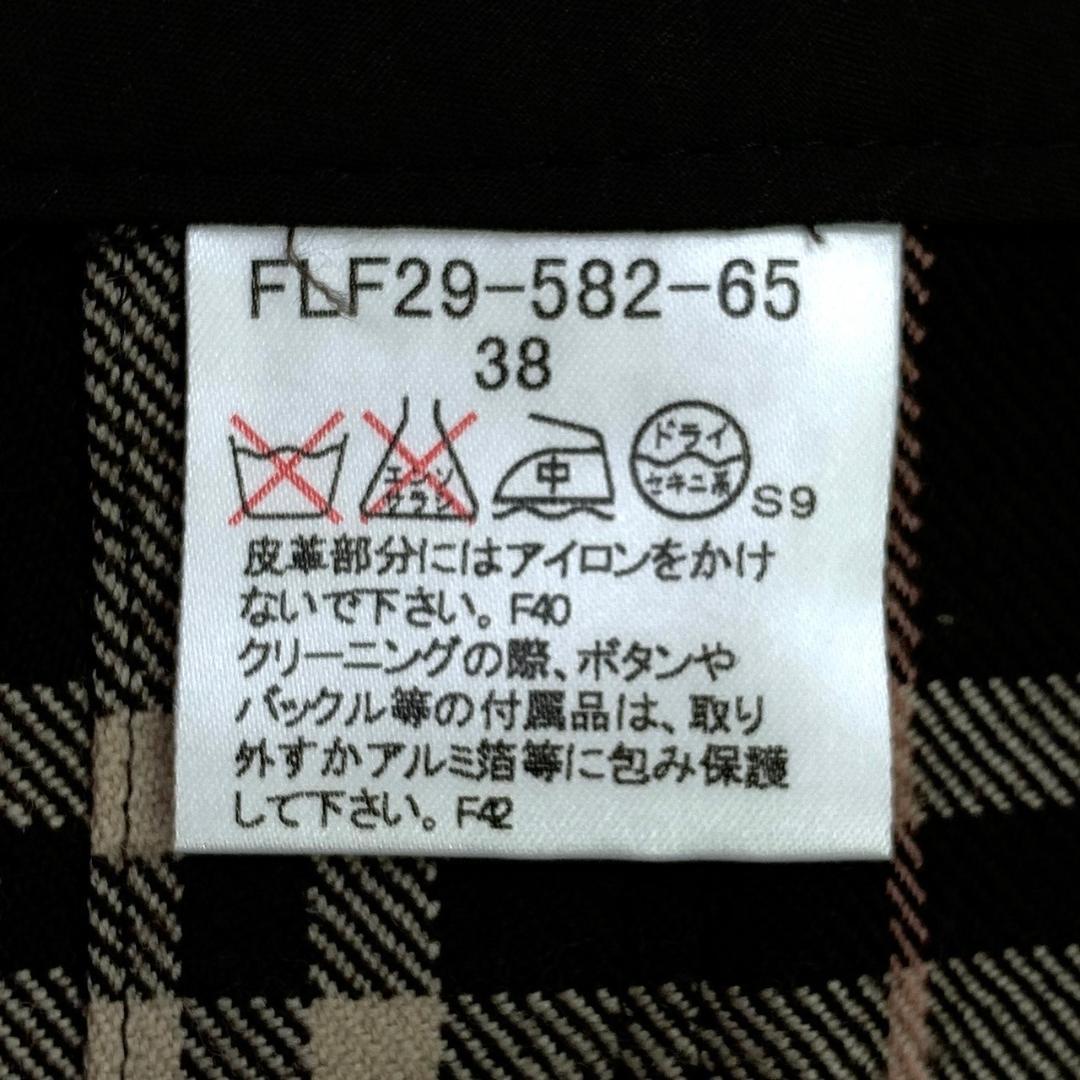 FLF29-582-65
38
エンソ
サラシ
中
ドライ
セキユ系
S9
皮革部分にはアイロンをかけ
ないで下さい。F40
クリーニングの際、ボタンや
バックル等の付属品は、取り
外すかアルミ箔等に包み保護
して下さい。F42